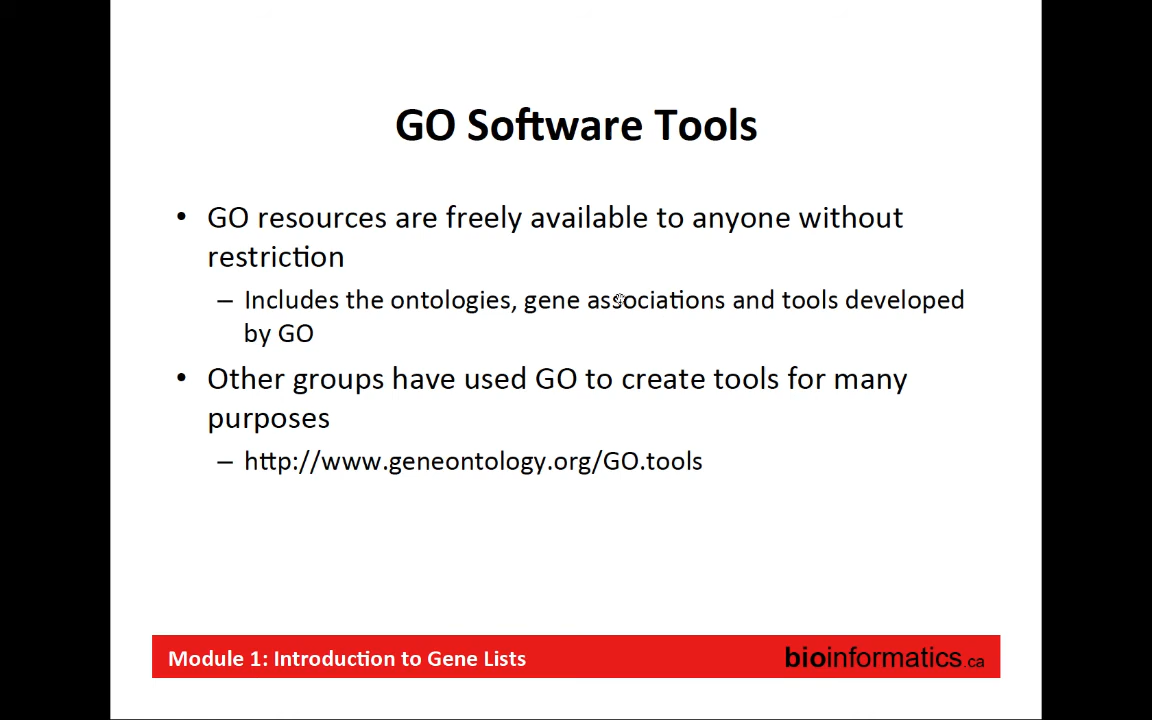 GO Software Tools
• GO resources are freely available to anyone without
restriction
– Includes the ontologies, gene associations and tools developed
by GO
• Other groups have used GO to create tools for many
purposes
– http://www.geneontology.org/GO.tools
Module 1: Introduction to Gene Lists
bioinformatics.ca